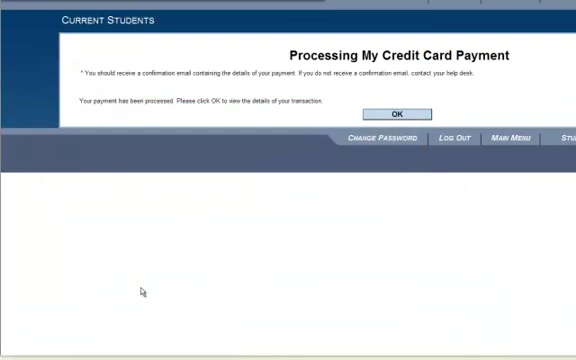 CURRENT STUDENTS
Processing My Credit Card Payment
* You should receive a confirmation email containing the details of your payment. If you do not receive a confirmation email, contact your help desk.
Your payment has been processed. Please click OK to view the details of your transaction.
OK
CHANGE PASSWORD | LOG OUT | MAIN MENU | STU